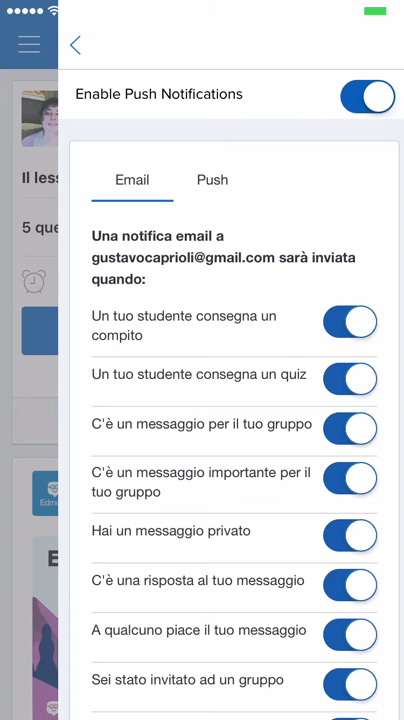 Enable Push Notifications
Il les
5 que
Email Push
Una notifica email a
gustavocaprioli@gmail.com sarà inviata
quando:
Un tuo studente consegna un
compito
Un tuo studente consegna un quiz
C'è un messaggio per il tuo gruppo
C'è un messaggio importante per il
tuo gruppo
Hai un messaggio privato
C'è una risposta al tuo messaggio
A qualcuno piace il tuo messaggio
Sei stato invitato ad un gruppo
Edm
E